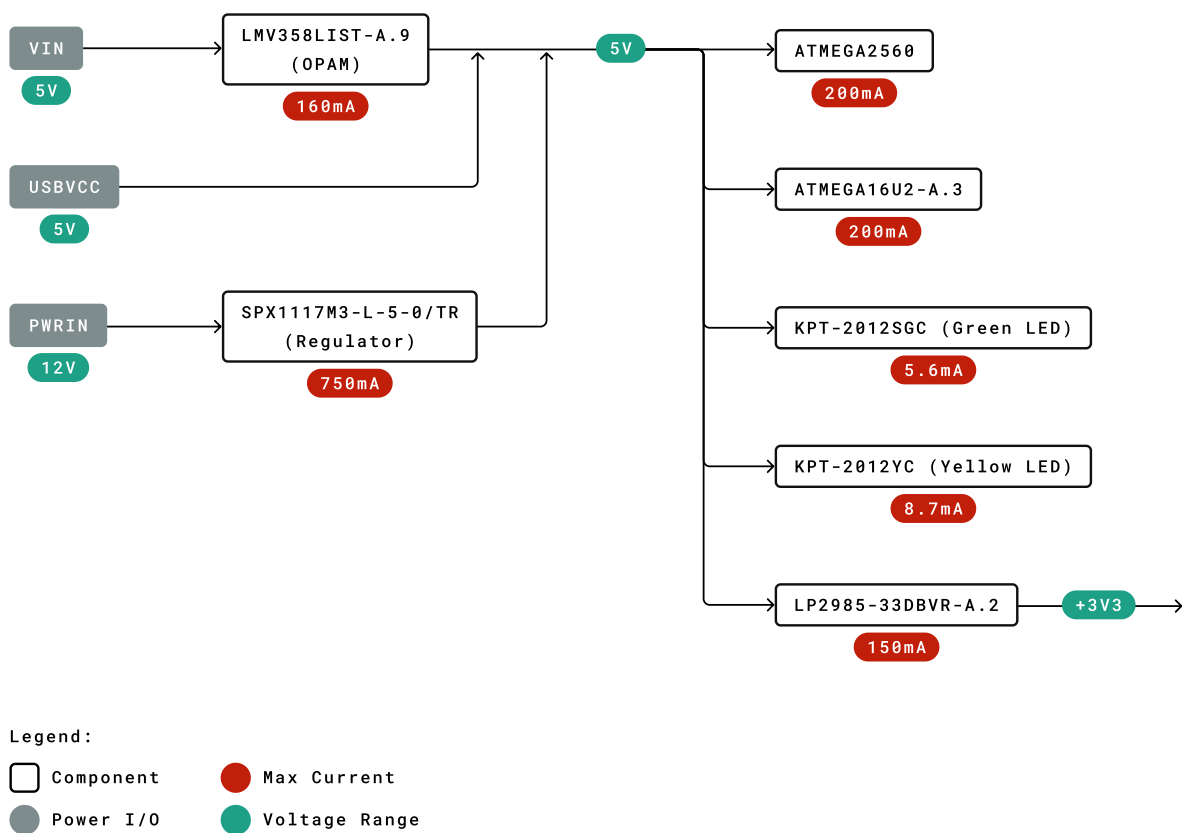 VIN
5V
LMV358LIST-A.9
(OPAM)
160mA
5V
ATMEGA2560
200mA
USBVCC
5V
ATMEGA16U2-A.3
200mA
PWRIN
12V
SPX1117M3-L-5-0/TR
(Regulator)
750mA
KPT-2012SGC (Green LED)
5.6mA
KPT-2012YC (Yellow LED)
8.7mA
LP2985-33DBVR-A.2
150mA
+3V3
Legend:
Component
Max Current
Power I/O
Voltage Range